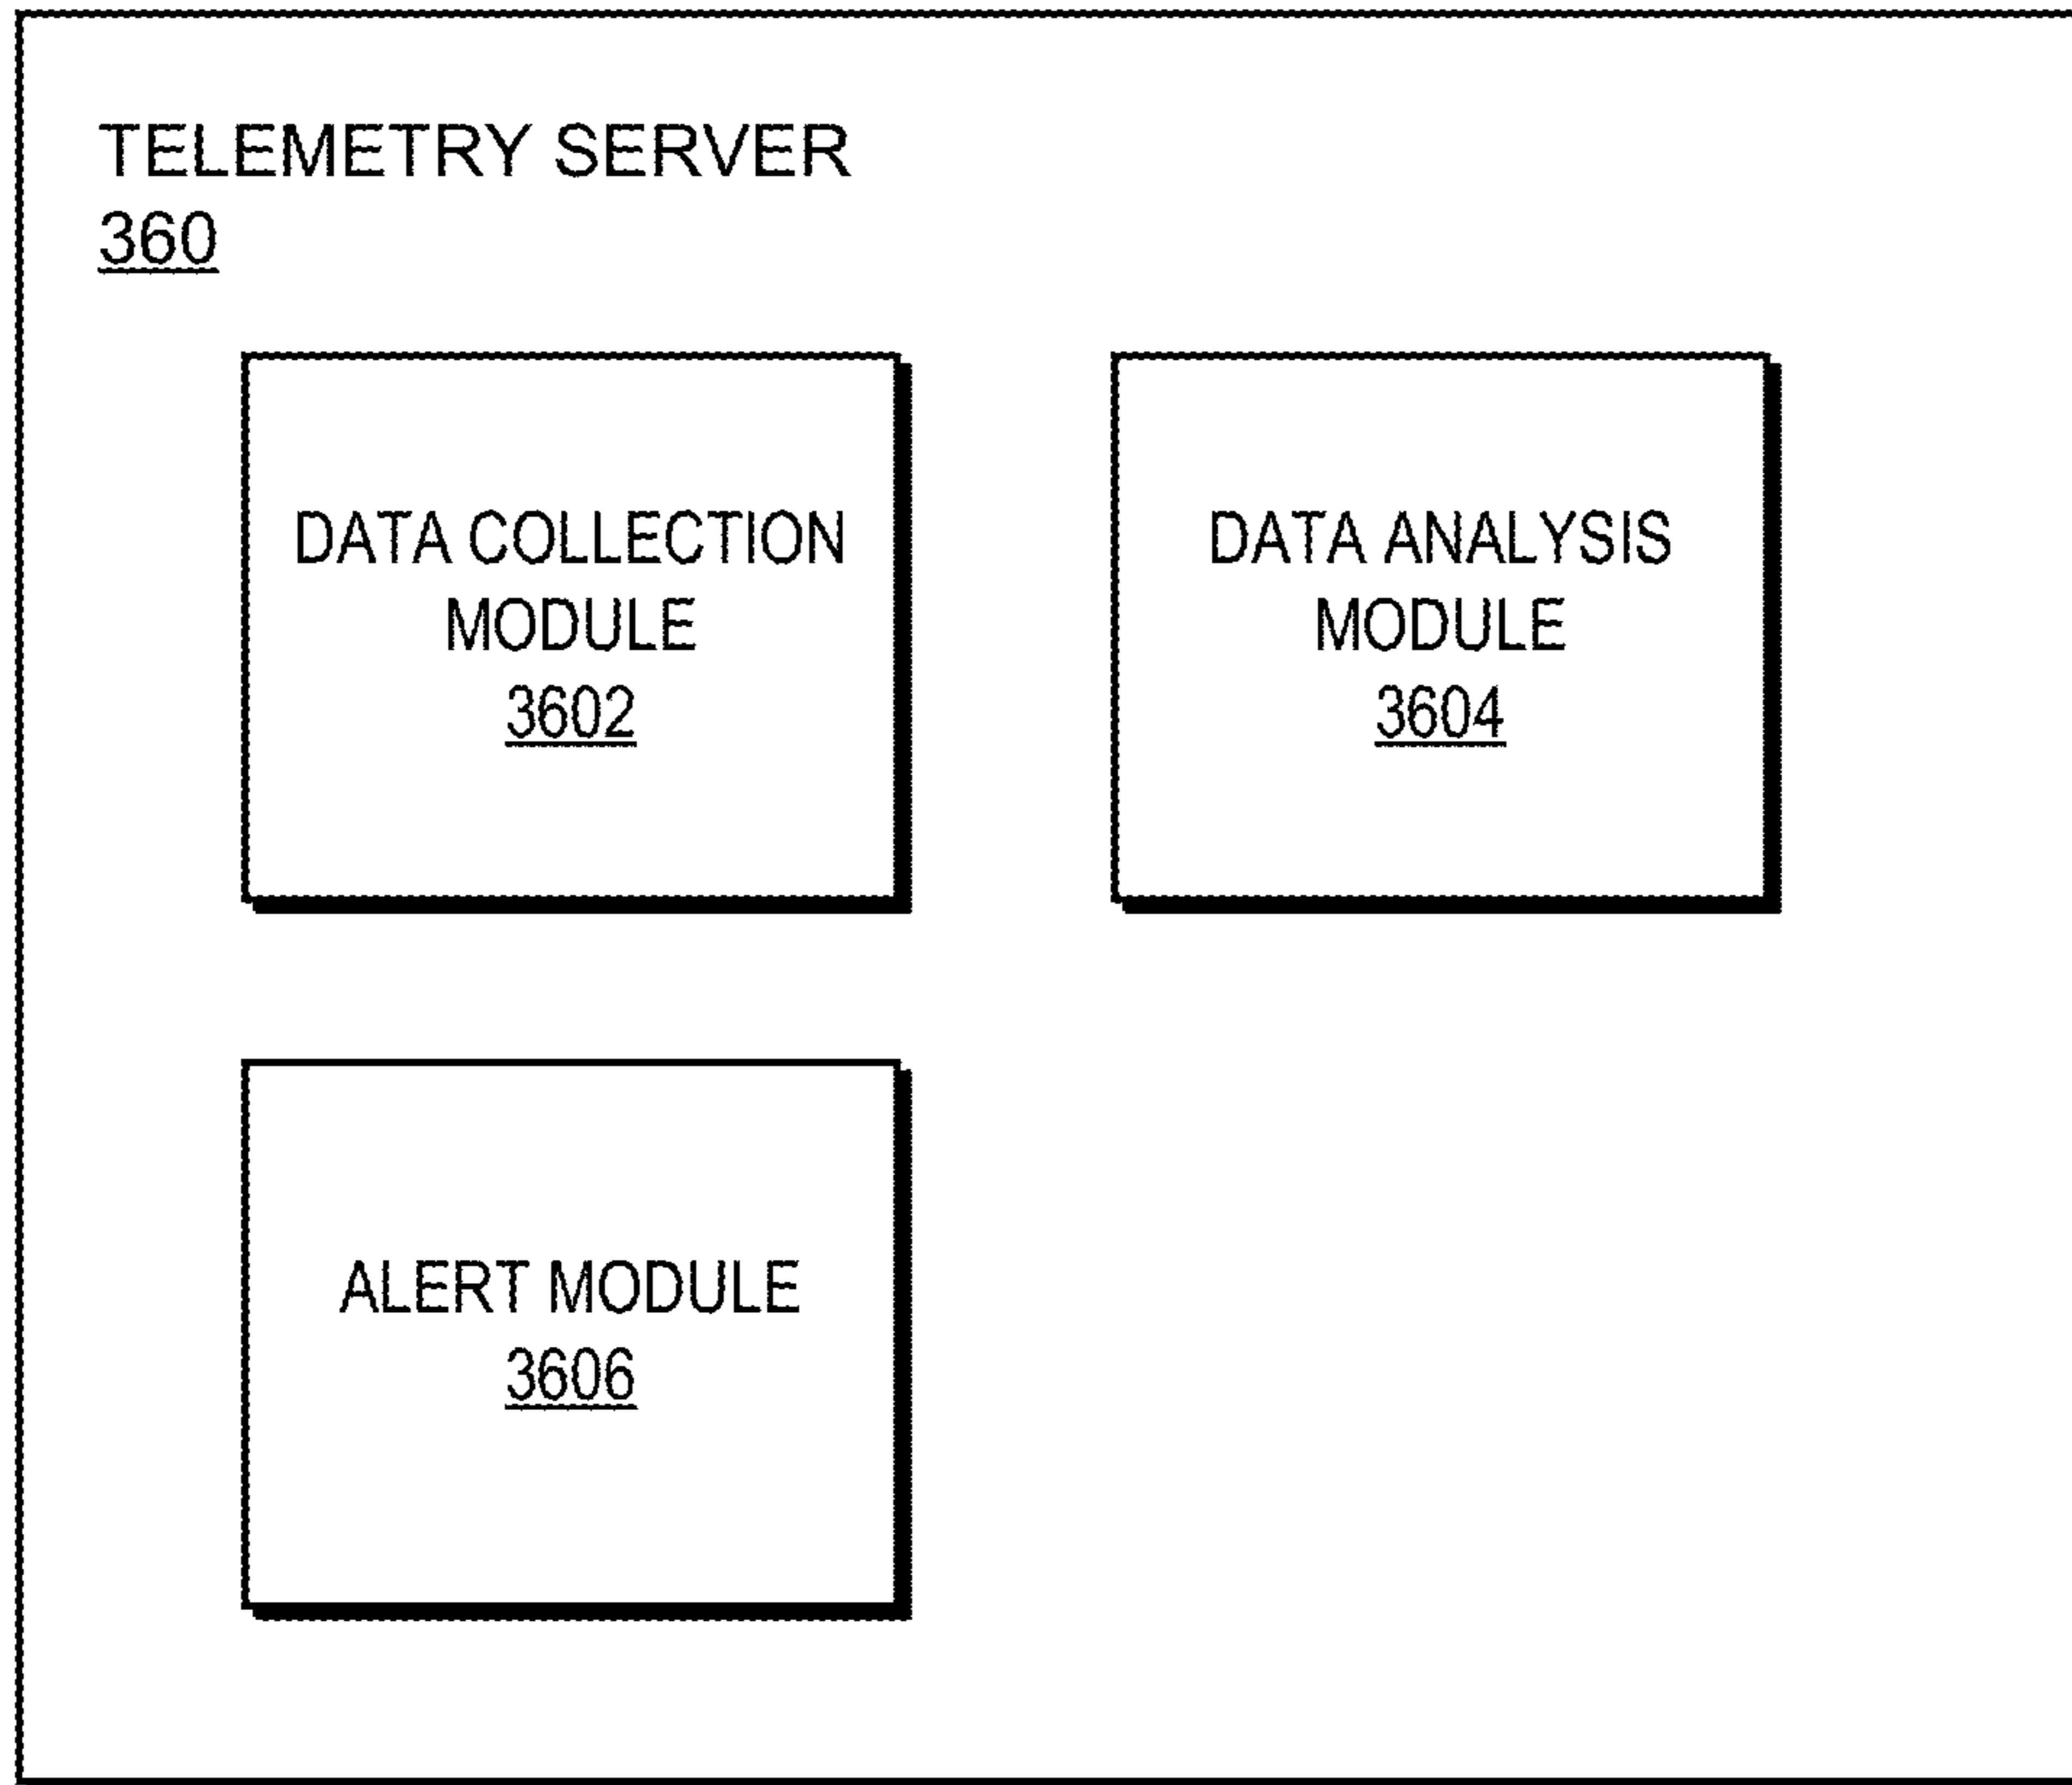 TELEMETRY SERVER
360
DATA COLLECTION
MODULE
3602
DATA ANALYSIS
MODULE
3604
ALERT MODULE
3606